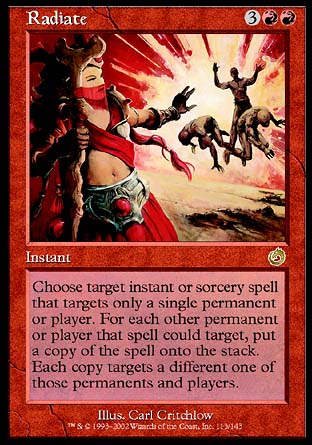 Radiate 3
Instant
Choose target instant or sorcery spell
that targets only a single permanent
or player. For each other permanent
or player that spell could target, put
a copy of the spell onto the stack.
Each copy targets a different one of
those permanents and players.
Illus. Carl Critchlow
™ & © 1993–2002 Wizards of the Coast, Inc. 113/143